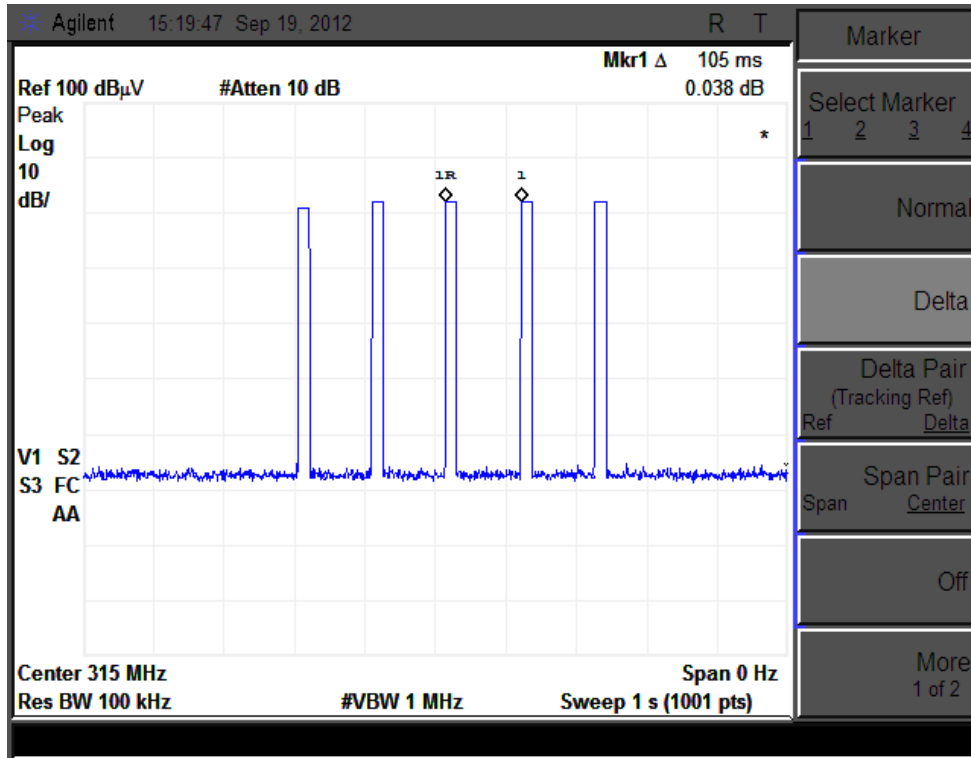 Agilent 15:19:47 Sep 19, 2012 R T
Mkr1 Δ 105 ms
Ref 100 dBµV #Atten 10 dB 0.038 dB
Peak
Log
10
dB/
*
1R 1
V1 S2
S3 FC
AA
Center 315 MHz Span 0 Hz
Res BW 100 kHz #VBW 1 MHz Sweep 1 s (1001 pts)
Marker
Select Marker
1 2 3 4
Normal
Delta
Delta Pair
(Tracking Ref)
Ref Delta
Span Pair
Span Center
Off
More
1 of 2